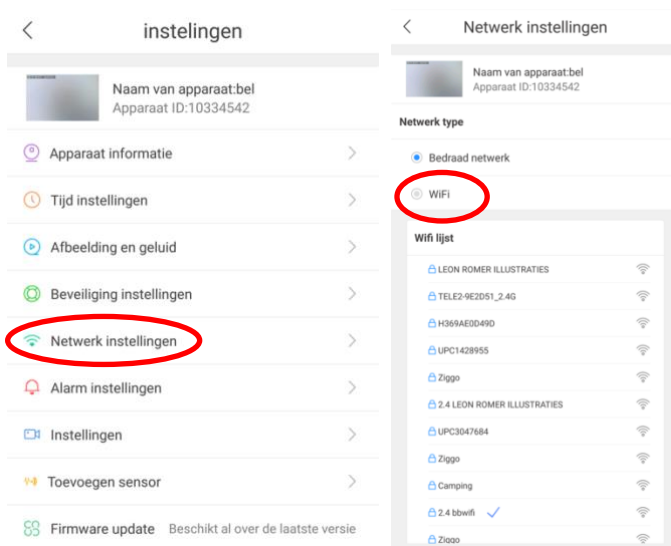 instelingen
Naam van apparaat:bel
Apparaat ID:10334542
Apparaat informatie
Tijd instellingen
Afbeelding en geluid
Beveiliging instellingen
Netwerk instellingen
Alarm instellingen
Instellingen
Toevoegen sensor
Firmware update Beschikt al over de laatste versie
Netwerk instellingen
Naam van apparaat:bel
Apparaat ID:10334542
Netwerk type
Bedraad netwerk
WiFi
Wifi lijst
LEON ROMER ILLUSTRATIES
TELE2-9E2D51_2.4G
H369AE0D49D
UPC1428955
Ziggo
2.4 LEON ROMER ILLUSTRATIES
UPC3047684
Ziggo
Camping
2.4 bbwifi
Ziggo